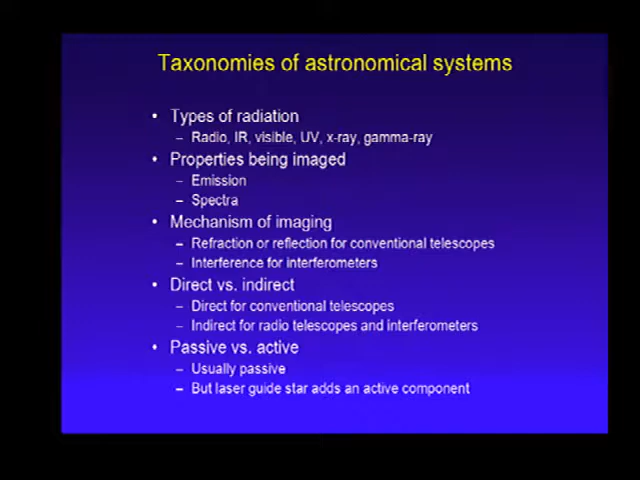 Taxonomies of astronomical systems
• Types of radiation
– Radio, IR, visible, UV, x-ray, gamma-ray
• Properties being imaged
– Emission
– Spectra
• Mechanism of imaging
– Refraction or reflection for conventional telescopes
– Interference for interferometers
• Direct vs. indirect
– Direct for conventional telescopes
– Indirect for radio telescopes and interferometers
• Passive vs. active
– Usually passive
– But laser guide star adds an active component